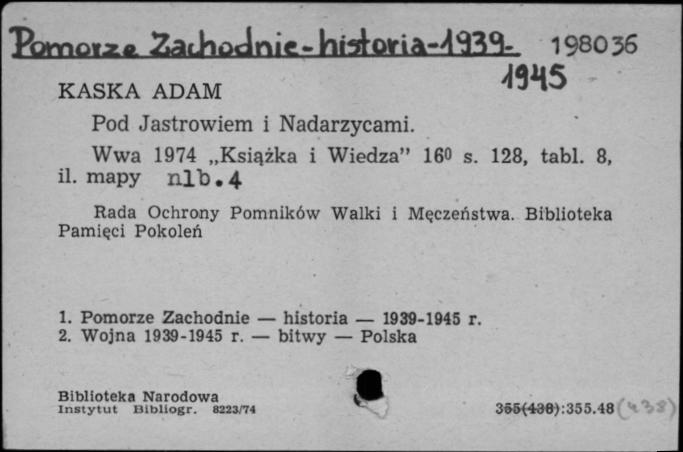 Pomorze Zachodnie-historia-1939- 198036
1945
KASKA ADAM
Pod Jastrowiem i Nadarzycami.
Wwa 1974 „Książka i Wiedza” 16⁰ s. 128, tabl. 8,
il. mapy nlb.4
Rada Ochrony Pomników Walki i Męczeństwa. Biblioteka
Pamięci Pokoleń
1. Pomorze Zachodnie — historia — 1939-1945 r.
2. Wojna 1939-1945 r. — bitwy — Polska
Biblioteka Narodowa
Instytut Bibliogr. 8223/74
355(438):355.48(438)